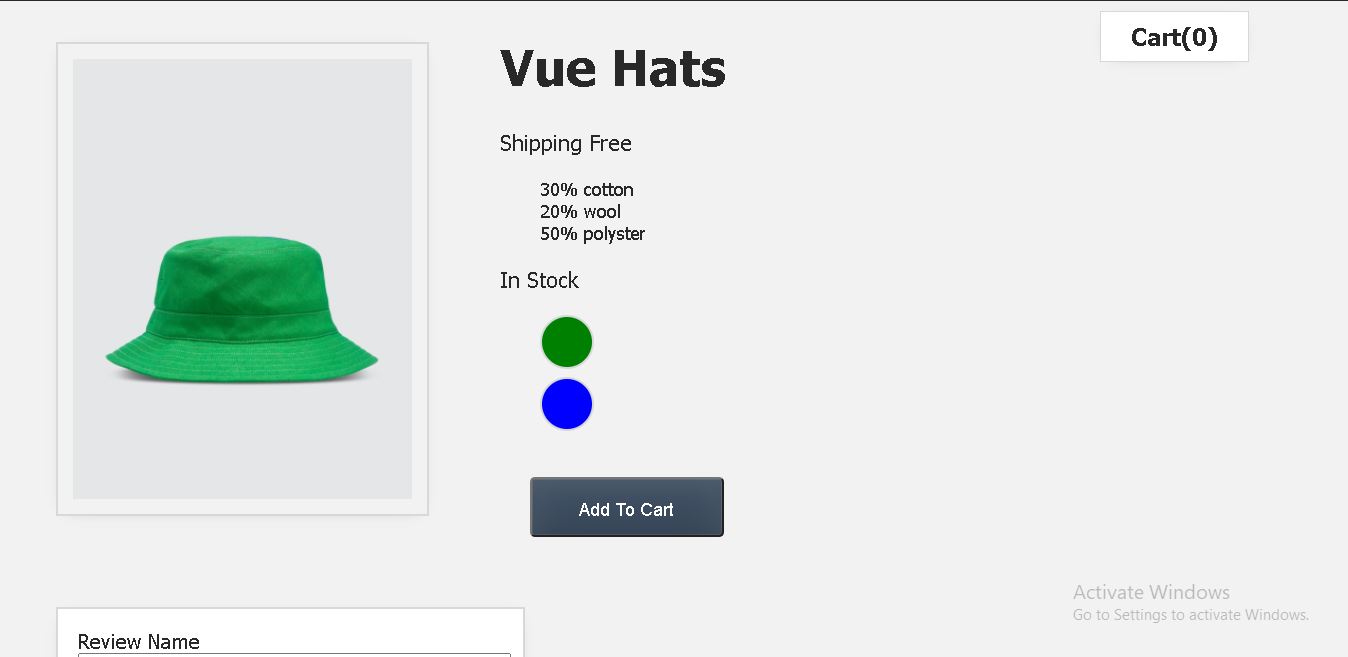 Cart(0)
Vue Hats
Shipping Free
30% cotton
20% wool
50% polyster
In Stock
Add To Cart
Activate Windows
Go to Settings to activate Windows.
Review Name